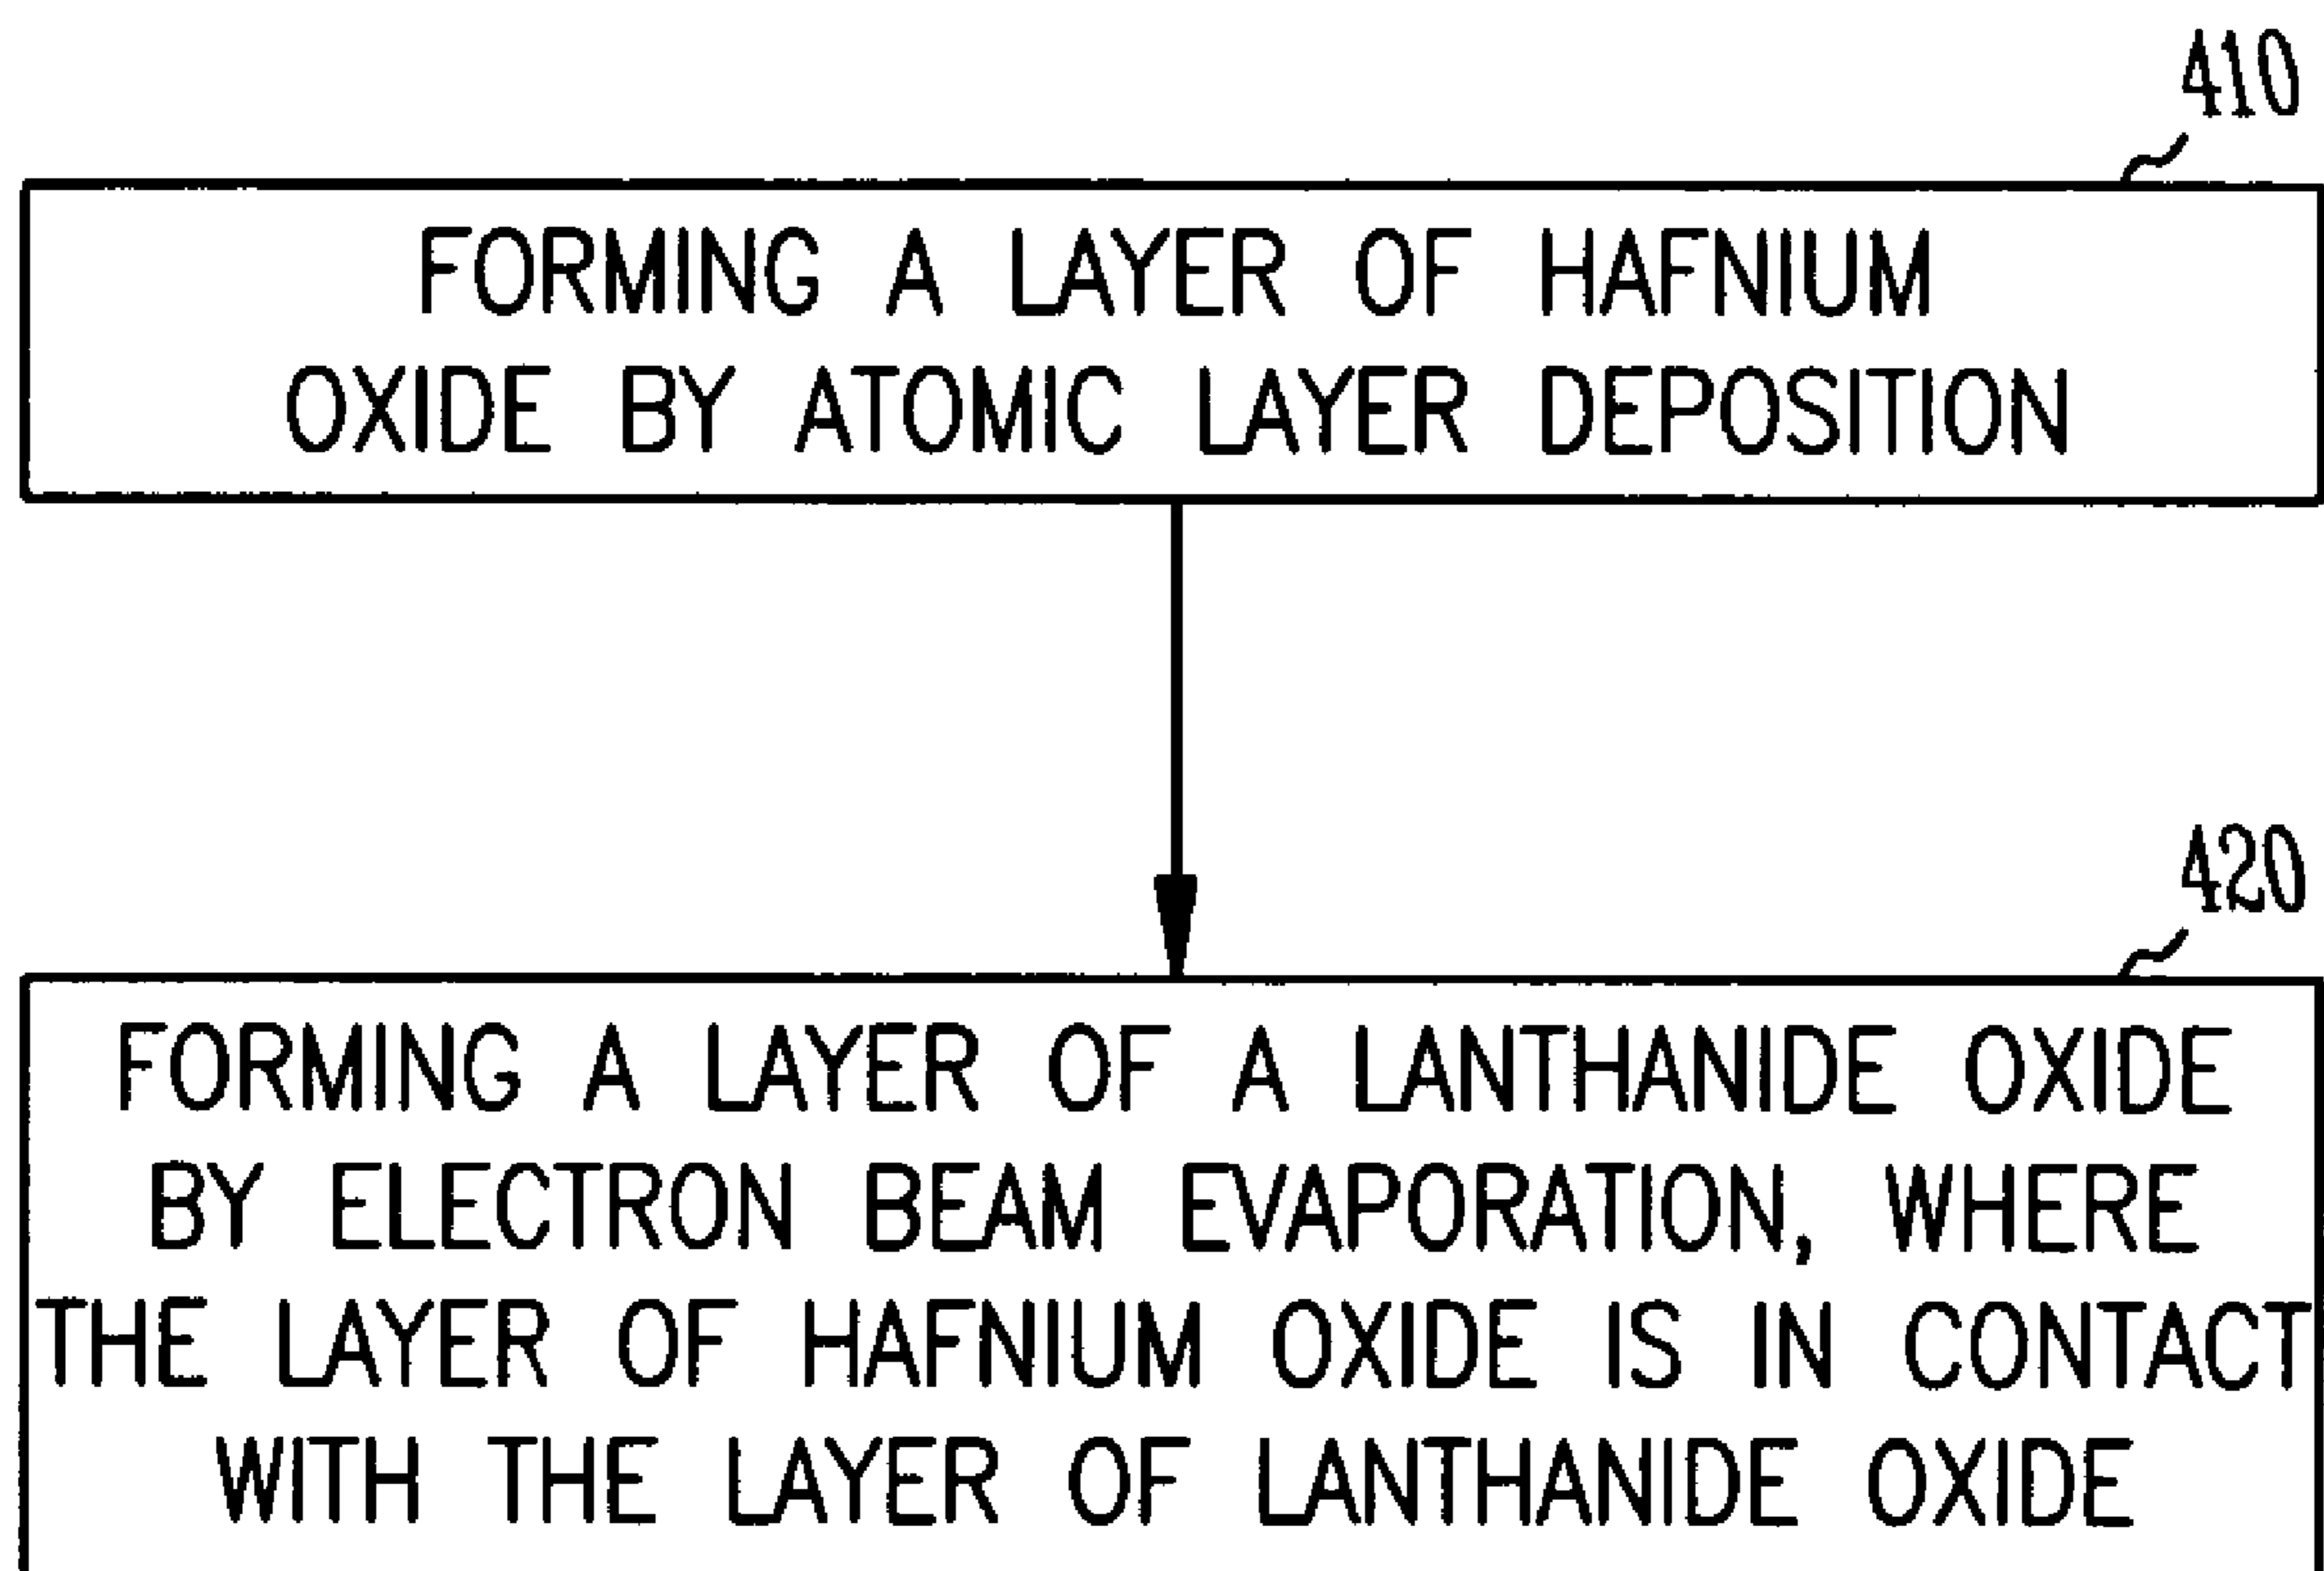 410
FORMING A LAYER OF HAFNIUM
OXIDE BY ATOMIC LAYER DEPOSITION
420
FORMING A LAYER OF A LANTHANIDE OXIDE
BY ELECTRON BEAM EVAPORATION, WHERE
THE LAYER OF HAFNIUM OXIDE IS IN CONTACT
WITH THE LAYER OF LANTHANIDE OXIDE